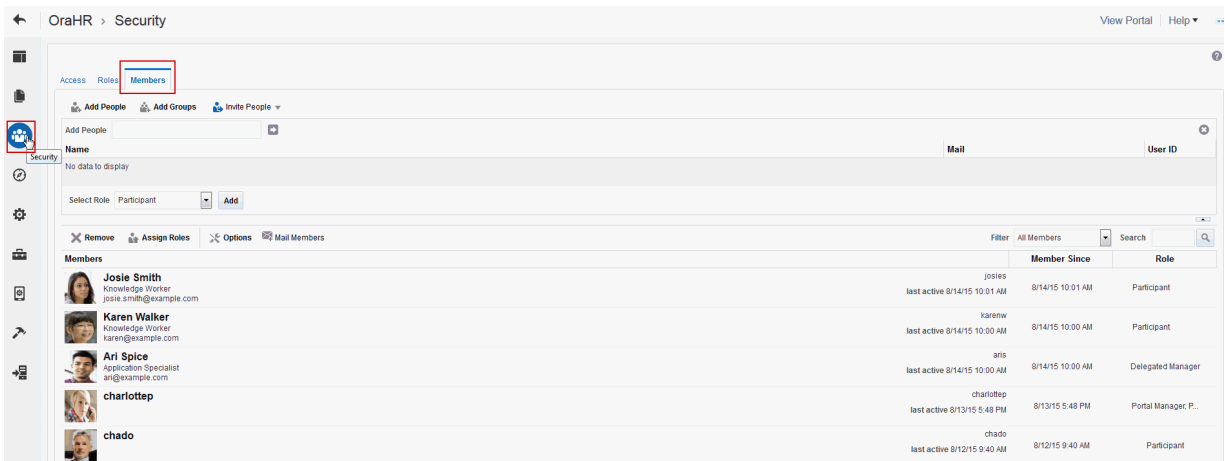 OraHR > Security
View Portal Help
Access Roles Members
Add People Add Groups Invite People
Add People
Security
Name Mail User ID
No data to display
Select Role Participant Add
Remove Assign Roles Options Mail Members Filter All Members Search
Members Member Since Role
Josie Smith josies
Knowledge Worker 8/14/15 10:01 AM Participant
josie.smith@example.com last active 8/14/15 10:01 AM
Karen Walker karenw
Knowledge Worker 8/14/15 10:00 AM Participant
karen@example.com last active 8/14/15 10:00 AM
Ari Spice aris
Application Specialist 8/14/15 10:00 AM Delegated Manager
ari@example.com last active 8/14/15 10:00 AM
charlottep charlottep
8/13/15 5:48 PM Portal Manager, P...
last active 8/13/15 5:48 PM
chado chado
8/12/15 9:40 AM Participant
last active 8/12/15 9:40 AM